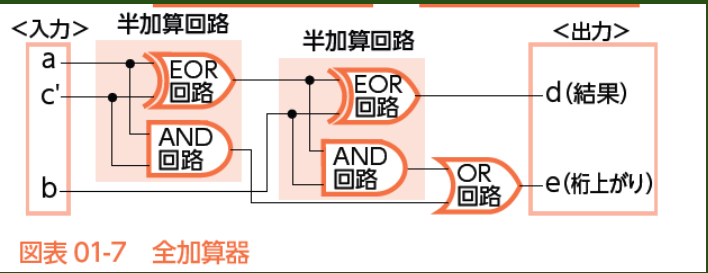 <入力>
半加算回路
半加算回路
<出力>
a
c'
b
EOR
回路
AND
回路
EOR
回路
AND
回路
OR
回路
d(結果)
e(桁上がり)
図表 01-7 全加算器